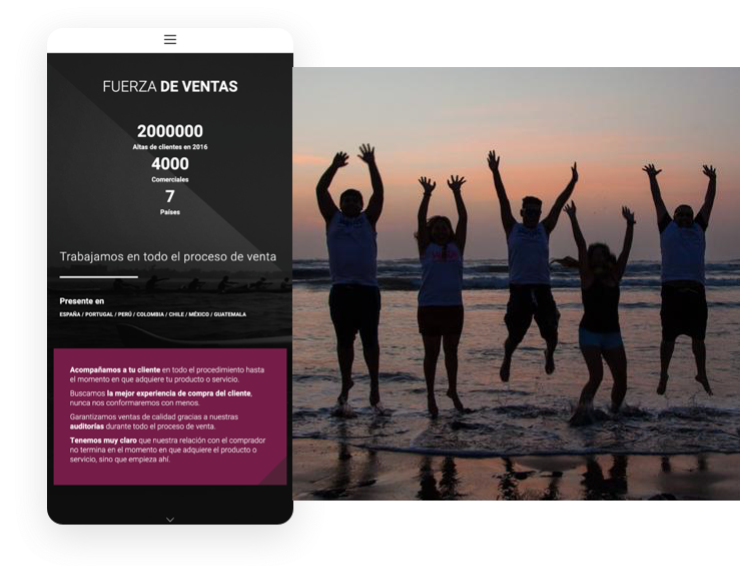 FUERZA DE VENTAS
2000000
Altas de clientes en 2016
4000
Comerciales
7
Países
Trabajamos en todo el proceso de venta
Presente en
ESPAÑA / PORTUGAL / PERÚ / COLOMBIA / CHILE / MÉXICO / GUATEMALA
Acompañamos a tu cliente en todo el procedimiento hasta
el momento en que adquiere tu producto o servicio.
Buscamos la mejor experiencia de compra del cliente,
nunca nos conformaremos con menos.
Garantizamos ventas de calidad gracias a nuestras
auditorías durante todo el proceso de venta.
Tenemos muy claro que nuestra relación con el comprador
no termina en el momento en que adquiere el producto o
servicio, sino que empieza ahí.